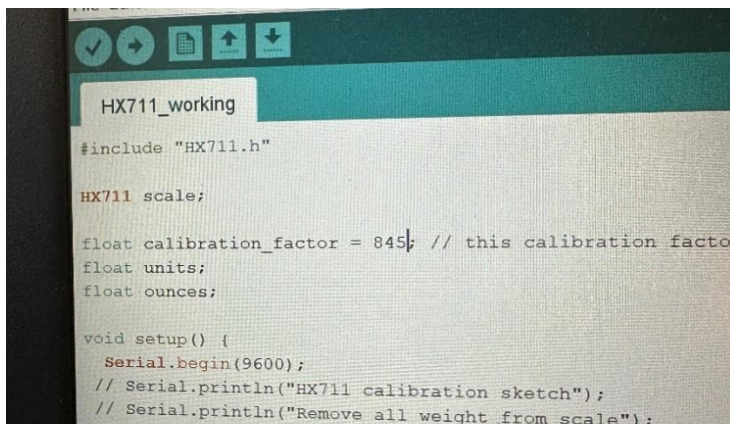 HX711_working
#include "HX711.h"
HX711 scale;
float calibration_factor = 845; // this calibration facto
float units;
float ounces;
void setup() {
Serial.begin(9600);
// Serial.println("HX711 calibration sketch");
// Serial.println("Remove all weight from scale");